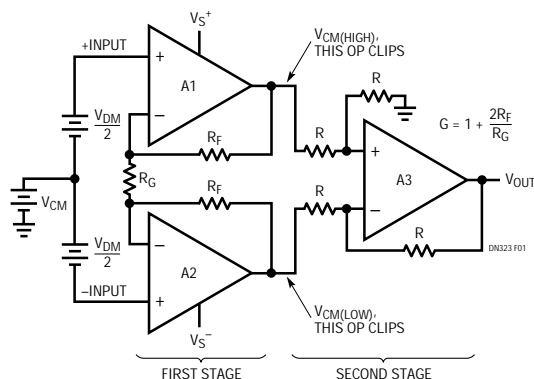 V_S^+
V_CM(HIGH),
THIS OP CLIPS
+INPUT
+
A1
–
V_DM
2
R_F
R_G
R_F
V_CM
V_DM
2
–
A2
+
–INPUT
V_S^–
R
R
+
A3
–
R
R
G = 1 + 2R_F
R_G
V_OUT
DN323 F01
V_CM(LOW),
THIS OP CLIPS
FIRST STAGE
SECOND STAGE